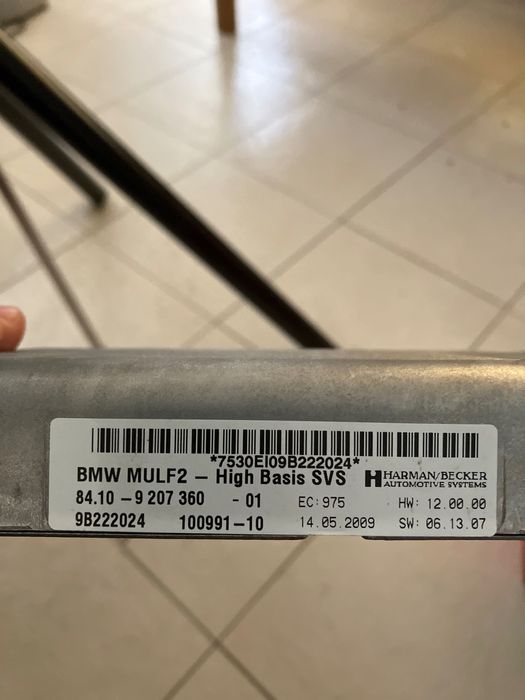 *7530EI09B222024*
BMW MULF2 – High Basis SVS HARMAN/BECKER
AUTOMOTIVE SYSTEMS
84.10 – 9 207 360 - 01 EC: 975 HW: 12.00.00
9B222024 100991–10 14.05.2009 SW: 06.13.07